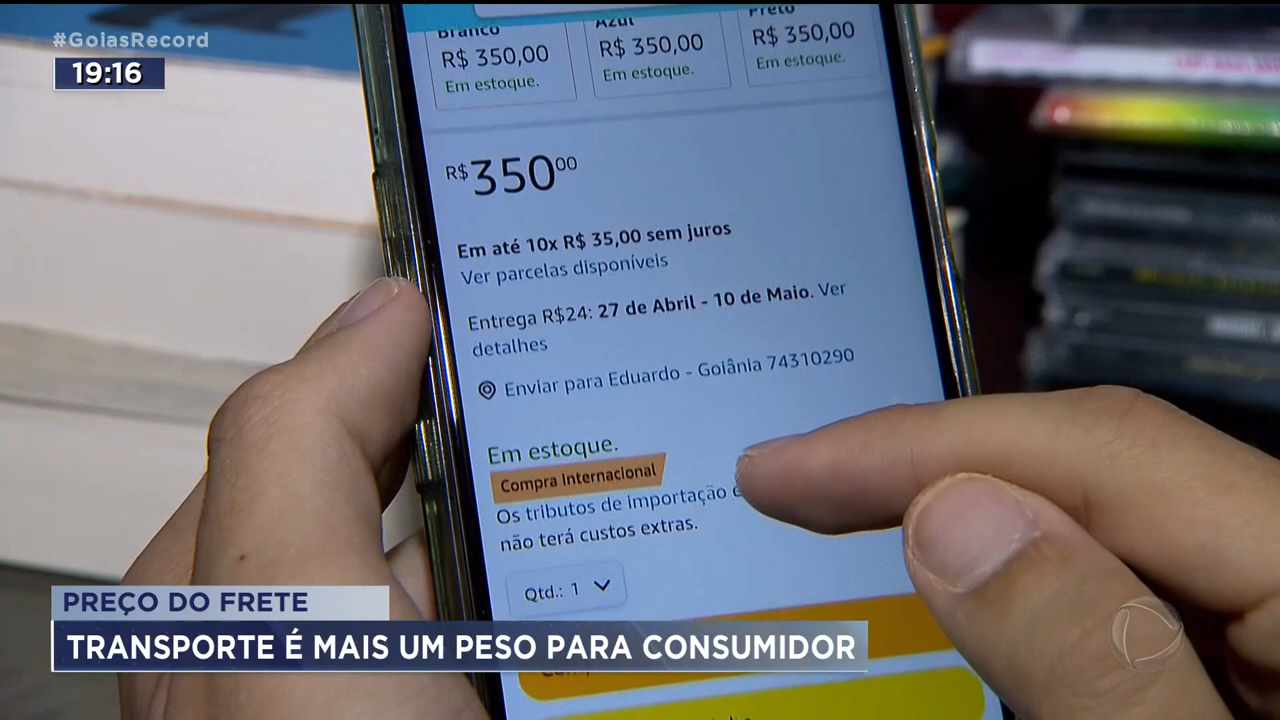 #GoiasRecord
19:16
Branco
R$ 350,00
Em estoque.
Azul
R$ 350,00
Em estoque.
Preto
R$ 350,00
Em estoque.
R$350⁰⁰
Em até 10x R$ 35,00 sem juros
Ver parcelas disponíveis
Entrega R$24: 27 de Abril - 10 de Maio. Ver
detalhes
Enviar para Eduardo - Goiânia 74310290
Em estoque.
Compra Internacional
Os tributos de importação
não terá custos extras.
Qtd.: 1
PREÇO DO FRETE
TRANSPORTE É MAIS UM PESO PARA CONSUMIDOR